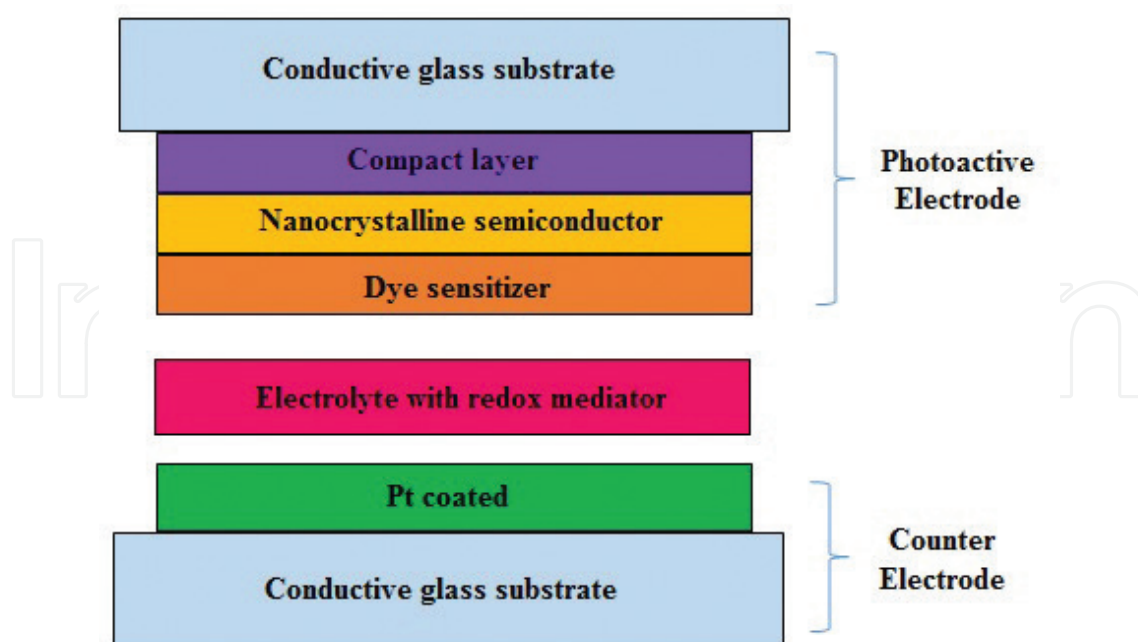 Conductive glass substrate
Compact layer
Nanocrystalline semiconductor
Dye sensitizer
Photoactive
Electrode
Electrolyte with redox mediator
Pt coated
Conductive glass substrate
Counter
Electrode